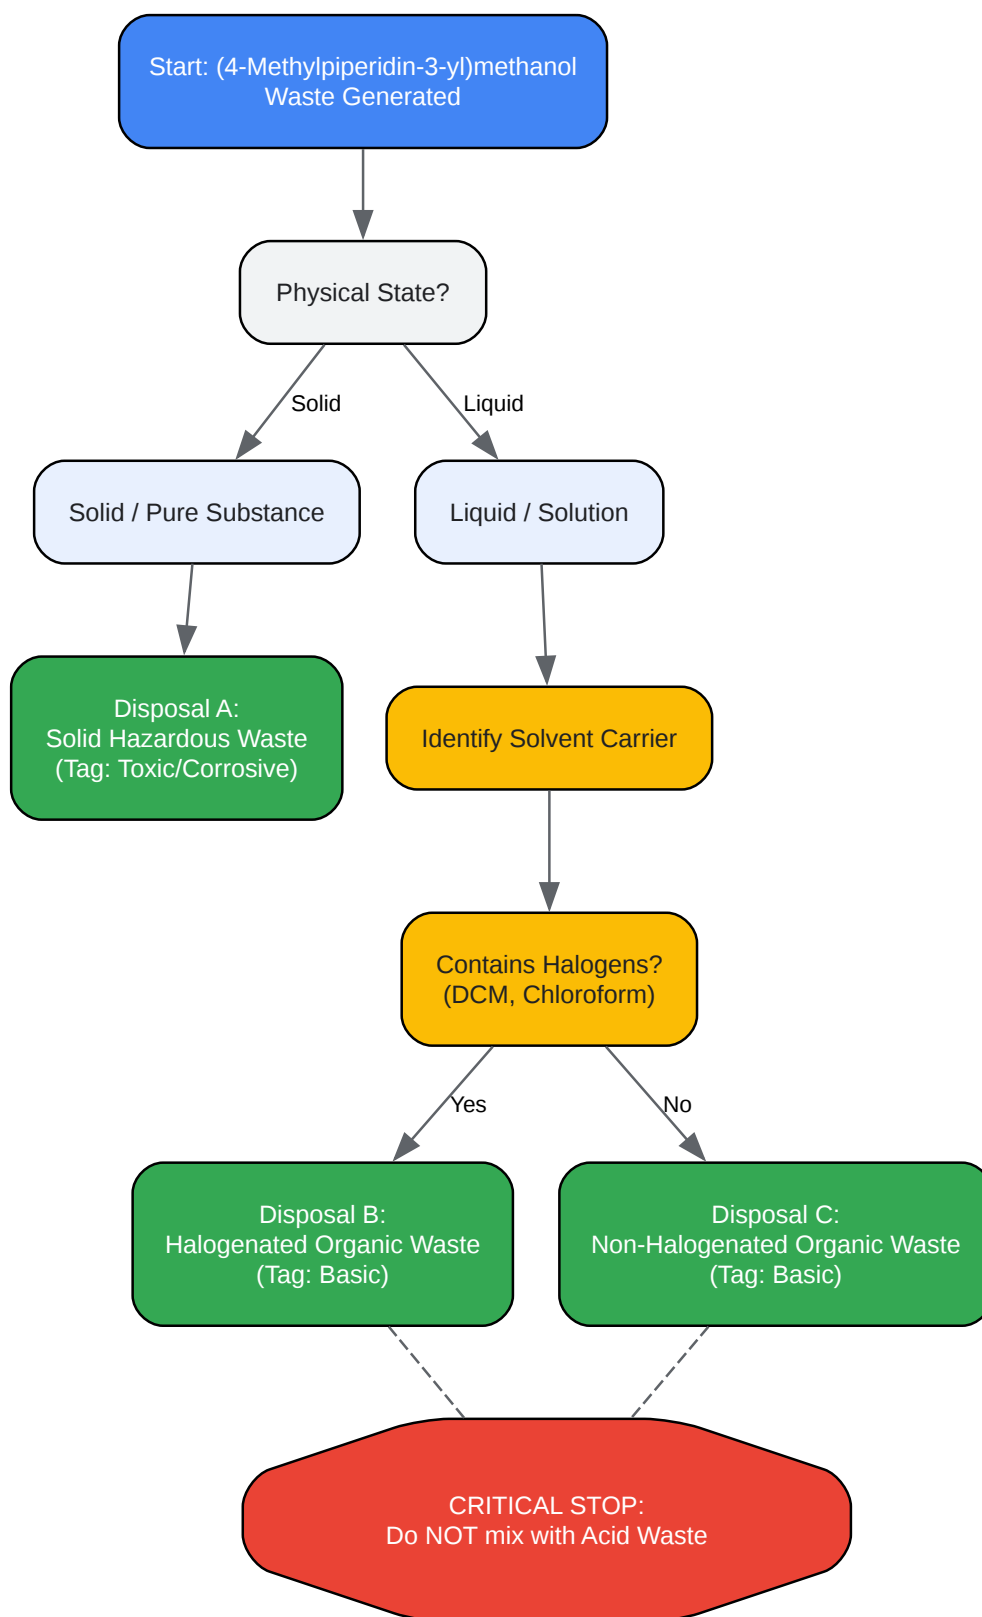 Start: (4-Methylpiperidin-3-yl)methanol
Waste Generated
Physical State?
Solid
Liquid
Solid / Pure Substance
Liquid / Solution
Disposal A:
Solid Hazardous Waste
(Tag: Toxic/Corrosive)
Identify Solvent Carrier
Contains Halogens?
(DCM, Chloroform)
Yes
No
Disposal B:
Halogenated Organic Waste
(Tag: Basic)
Disposal C:
Non-Halogenated Organic Waste
(Tag: Basic)
CRITICAL STOP:
Do NOT mix with Acid Waste